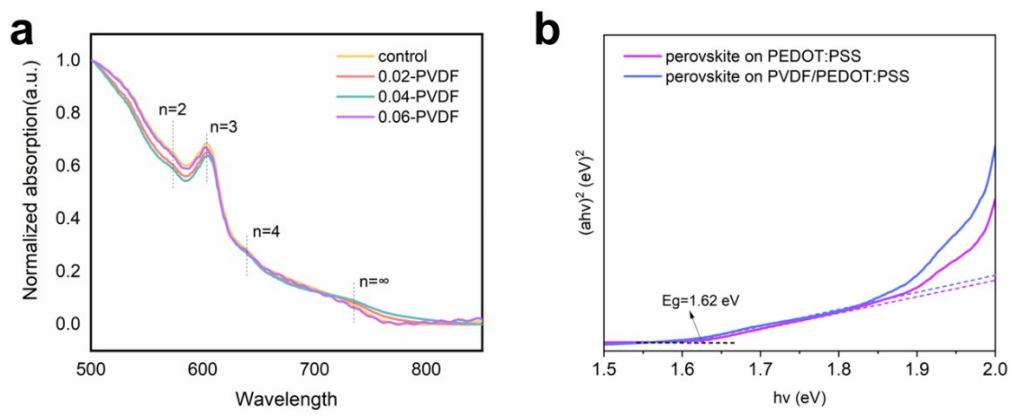 a
Normalized absorption(a.u.)
1.0
0.8
0.6
0.4
0.2
0.0
n=2
n=3
n=4
n=∞
control
0.02-PVDF
0.04-PVDF
0.06-PVDF
500
600
700
800
Wavelength
b
(ahv)² (eV)²
perovskite on PEDOT:PSS
perovskite on PVDF/PEDOT:PSS
Eg=1.62 eV
1.5
1.6
1.7
1.8
1.9
2.0
hv (eV)